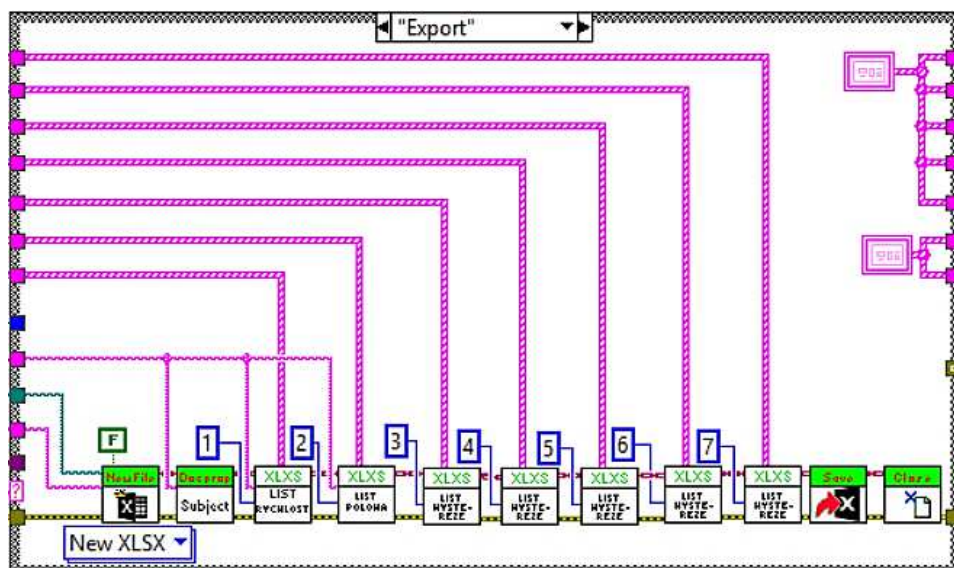 "Export"
F
1
2
3
4
5
6
7
NewFile
Docprop
Subject
XLXS
LIST
RYCHLOST
XLXS
LIST
POLOHA
XLXS
LIST
HYSTE-
REZE
XLXS
LIST
HYSTE-
REZE
XLXS
LIST
HYSTE-
REZE
XLXS
LIST
HYSTE-
REZE
XLXS
LIST
HYSTE-
REZE
Save
X
Close
New XLSX
?